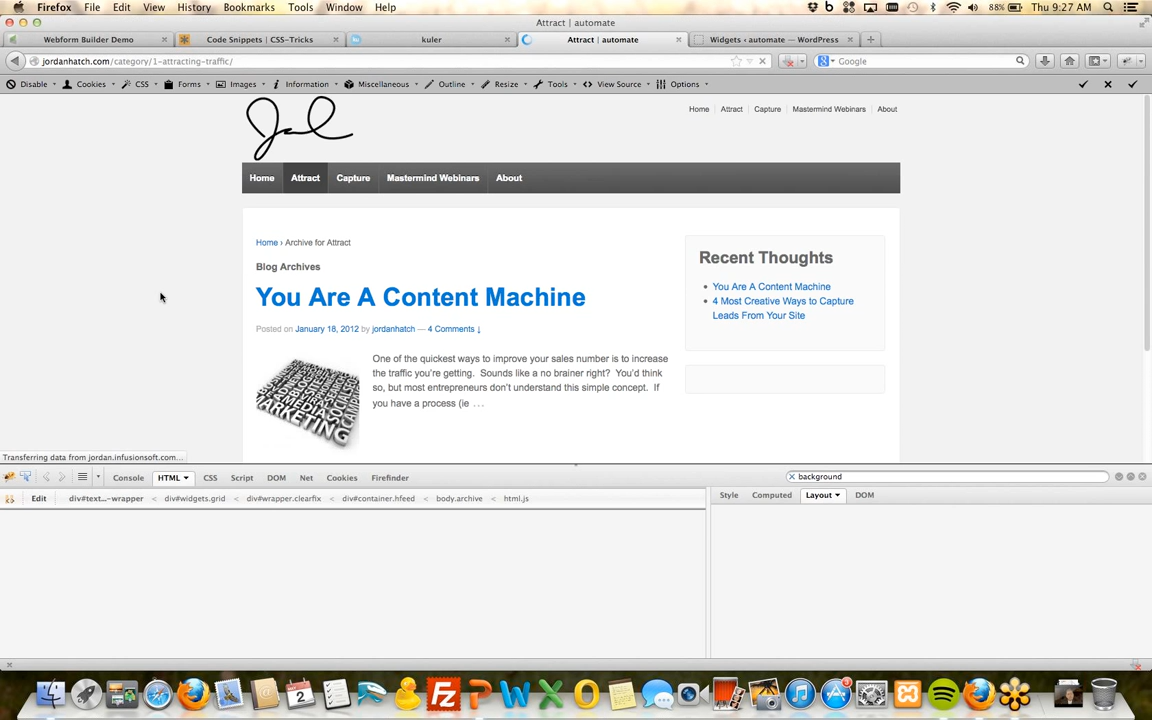 Firefox File Edit View History Bookmarks Tools Window Help 88% Thu 9:27 AM
Attract | automate
Webform Builder Demo Code Snippets | CSS-Tricks kuler Attract | automate Widgets ‹ automate — WordPress
jordanhatch.com/category/1-attracting-traffic/ Google
Disable Cookies CSS Forms Images Information Miscellaneous Outline Resize Tools View Source Options
Home Attract Capture Mastermind Webinars About
Home Attract Capture Mastermind Webinars About
Home › Archive for Attract
Blog Archives
You Are A Content Machine
Posted on January 18, 2012 by jordanhatch — 4 Comments ↓
One of the quickest ways to improve your sales number is to increase
the traffic you're getting. Sounds like a no brainer right? You'd think
so, but most entrepreneurs don't understand this simple concept. If
you have a process (ie …
MARKETING
Recent Thoughts
You Are A Content Machine
4 Most Creative Ways to Capture
Leads From Your Site
Transferring data from jordan.infusionsoft.com...
Console HTML CSS Script DOM Net Cookies Firefinder background
Edit div#text...-wrapper < div#widgets.grid < div#wrapper.clearfix < div#container.hfeed < body.archive < html.js
Style Computed Layout DOM